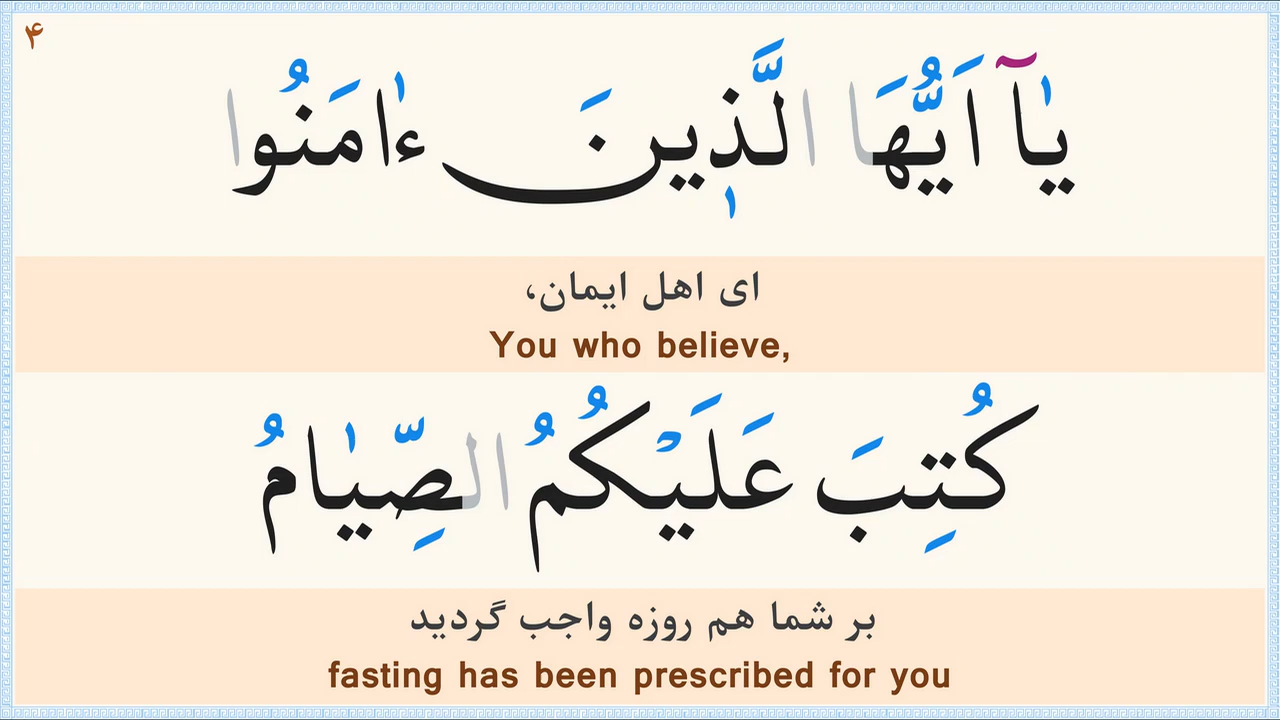 ۴
يٰٓاَيُّهَا الَّذينَ ءٰامَنُوا
ای اهل ایمان،
You who believe,
كُتِبَ عَلَيْكُمُ الصِّيٰامُ
بر شما هم روزه واجب گردید
fasting has been prescribed for you